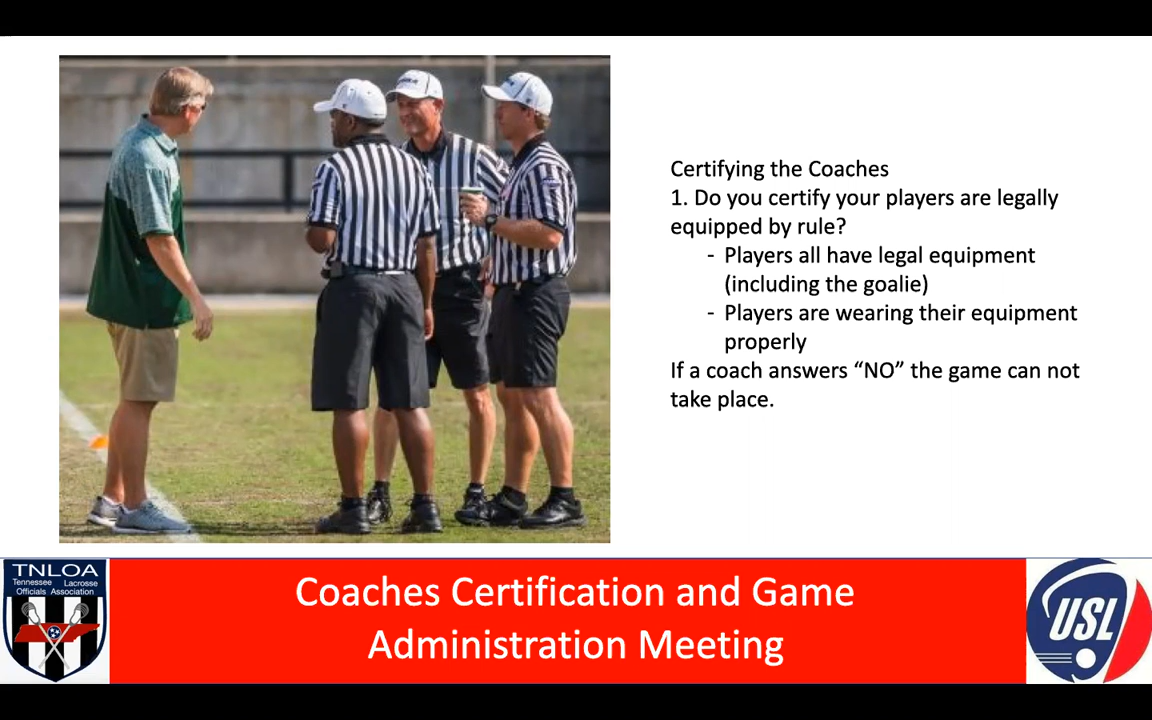 Certifying the Coaches
1. Do you certify your players are legally
equipped by rule?
- Players all have legal equipment
(including the goalie)
- Players are wearing their equipment
properly
If a coach answers “NO” the game can not
take place.
TNLOA
Tennessee Lacrosse
Officials Association
Coaches Certification and Game
Administration Meeting
USL